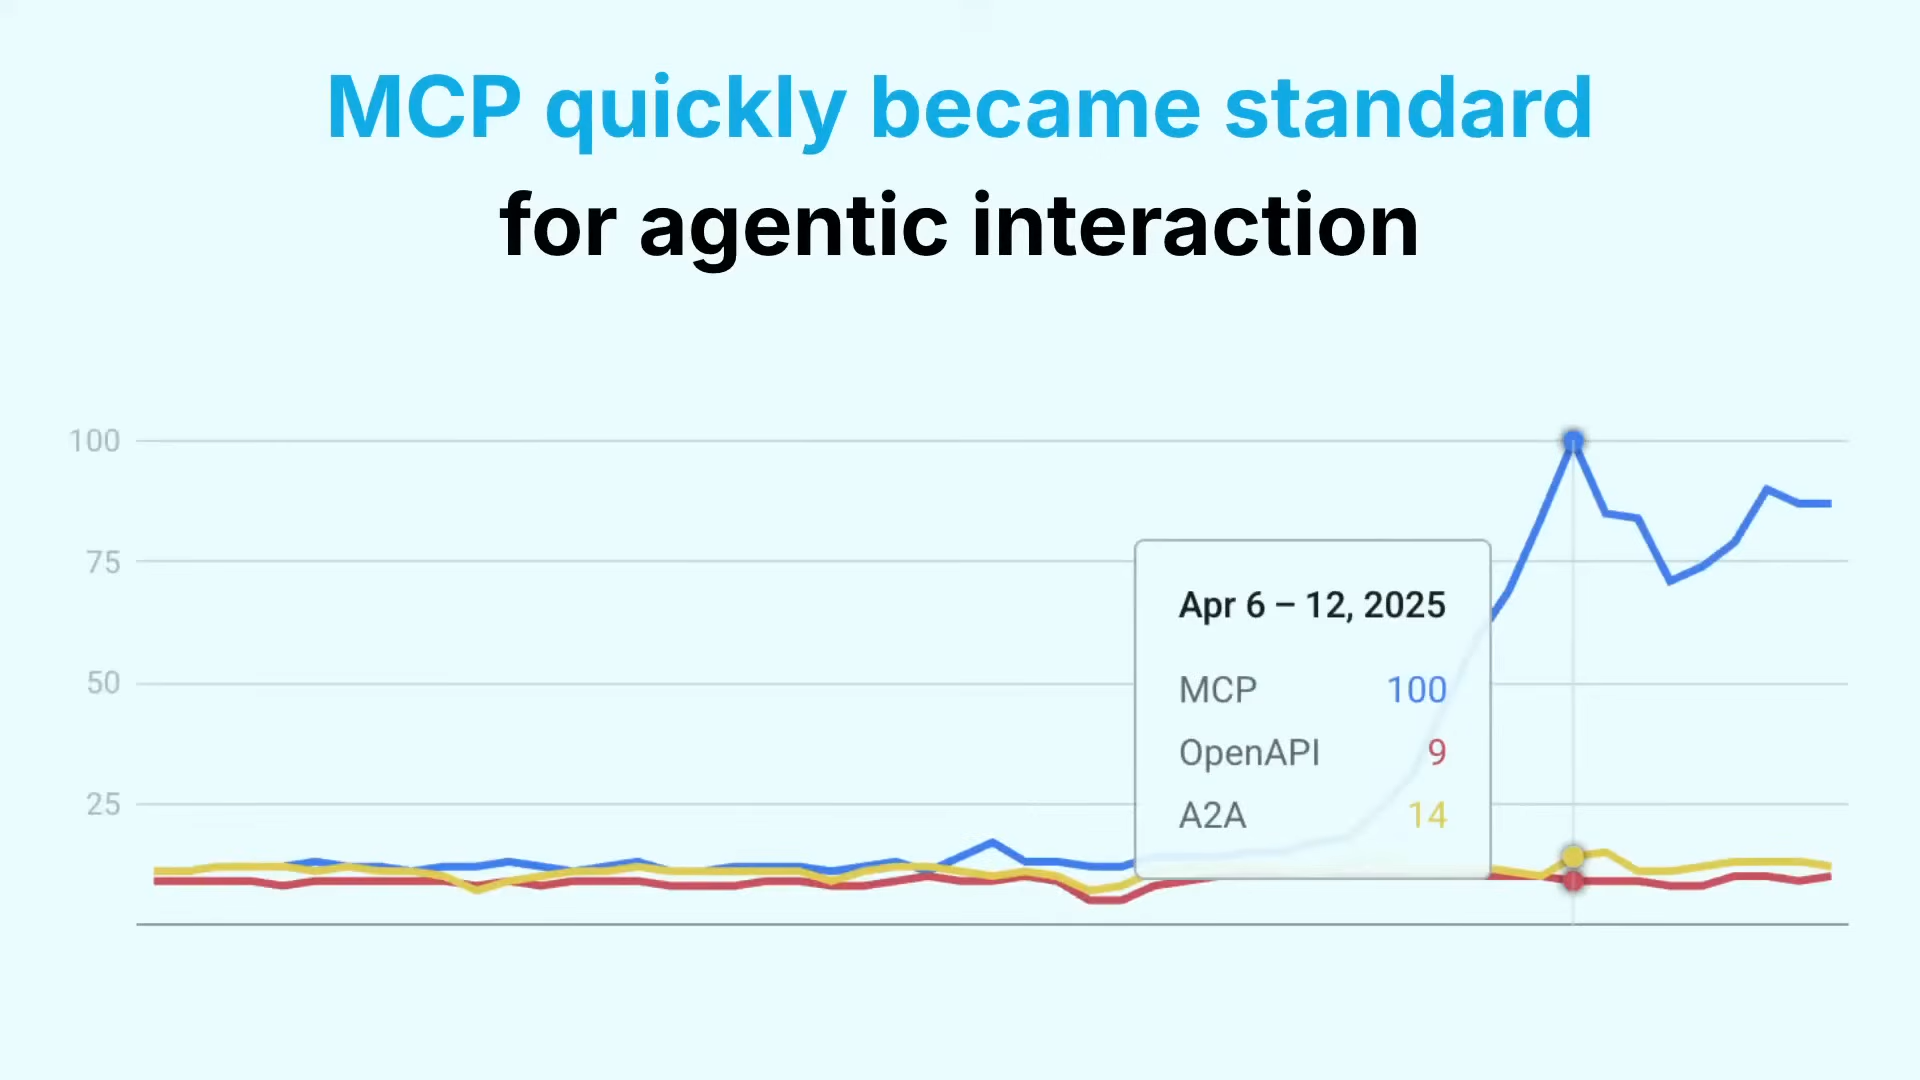 MCP quickly became standard
for agentic interaction
100
75
50
25
Apr 6 – 12, 2025
MCP 100
OpenAPI 9
A2A 14